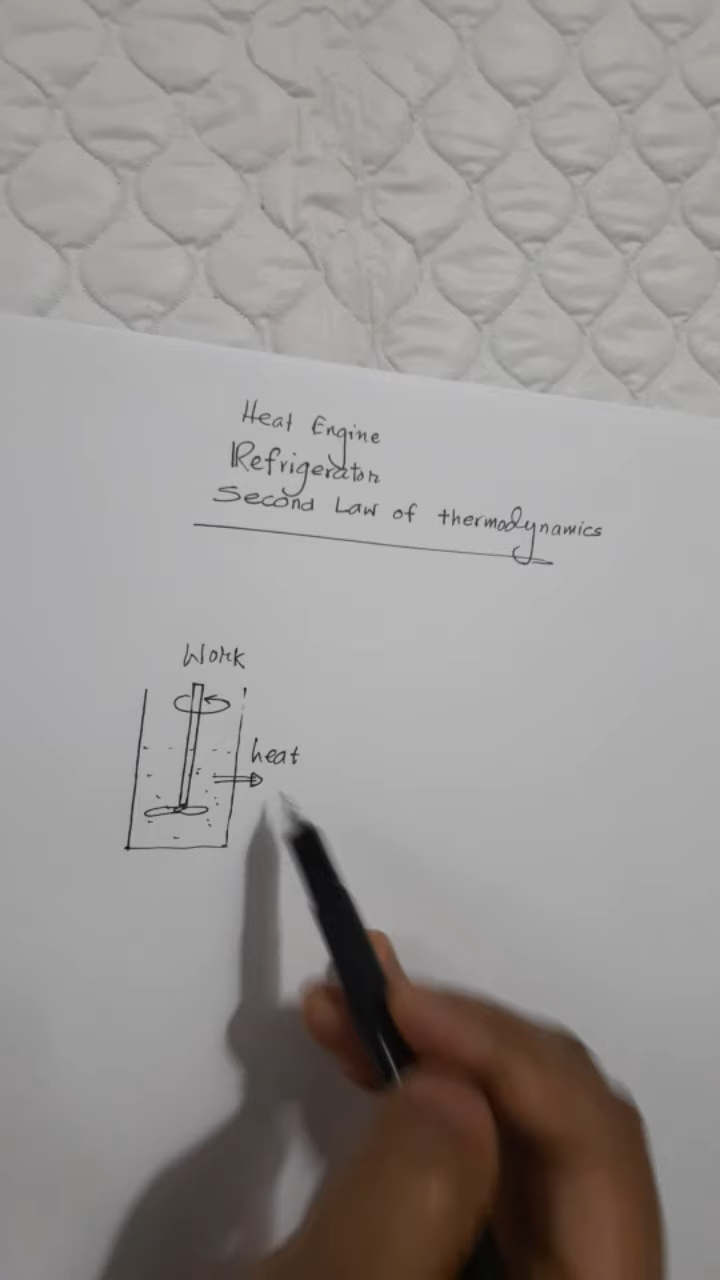 Heat Engine
Refrigerator
Second Law of thermodynamics
Work
heat